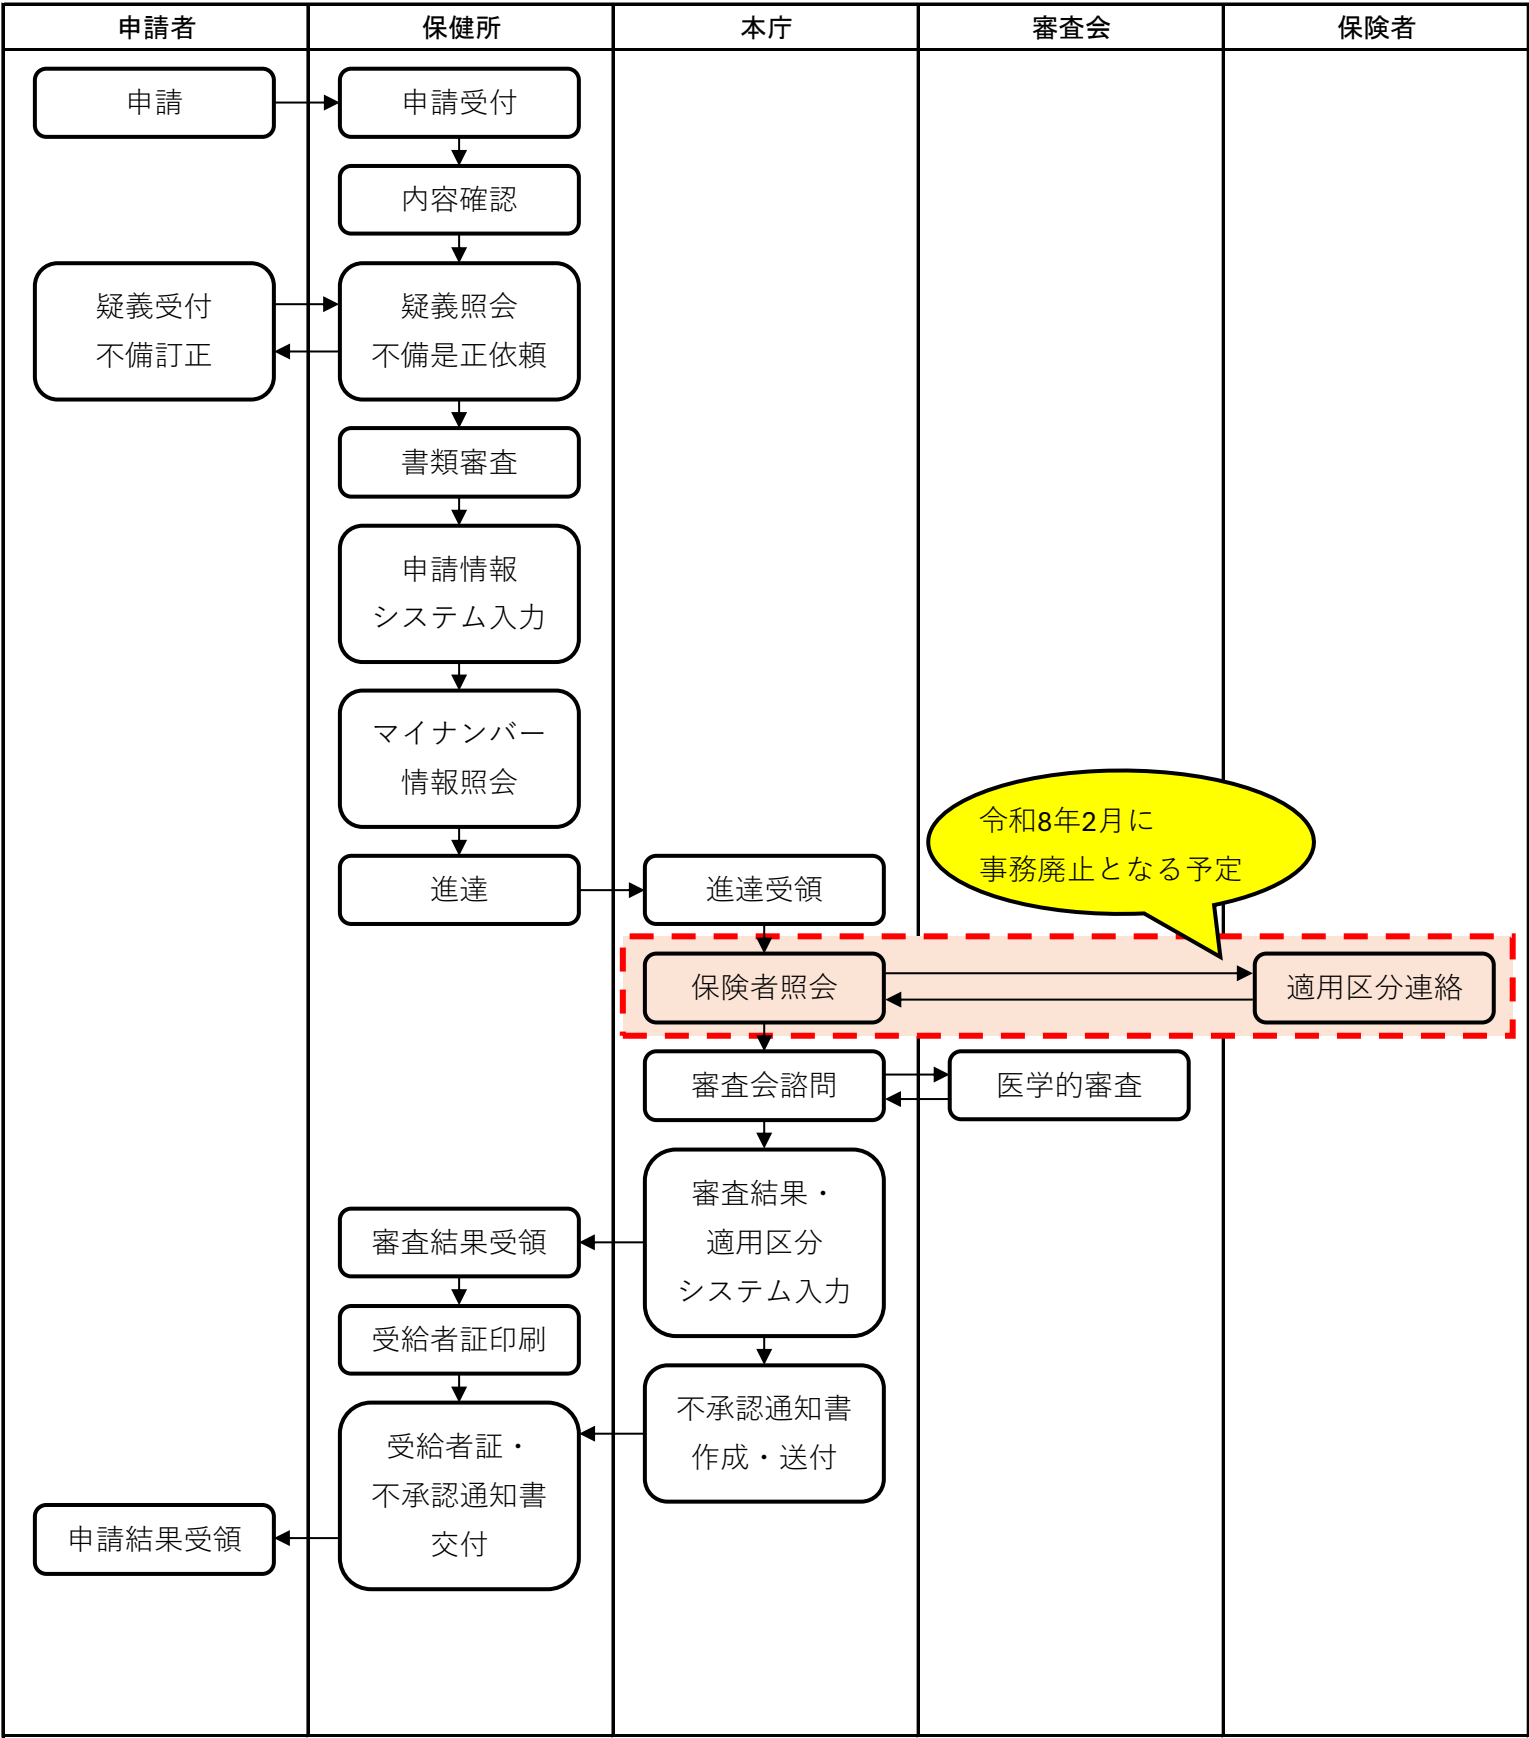 申請者
保健所
本庁
審査会
保険者
申請
申請受付
内容確認
疑義受付
不備訂正
疑義照会
不備是正依頼
書類審査
申請情報
システム入力
マイナンバー
情報照会
令和8年2月に
事務廃止となる予定
進達
進達受領
保険者照会
適用区分連絡
審査会諮問
医学的審査
審査結果・
適用区分
システム入力
審査結果受領
受給者証印刷
不承認通知書
作成・送付
受給者証・
不承認通知書
交付
申請結果受領